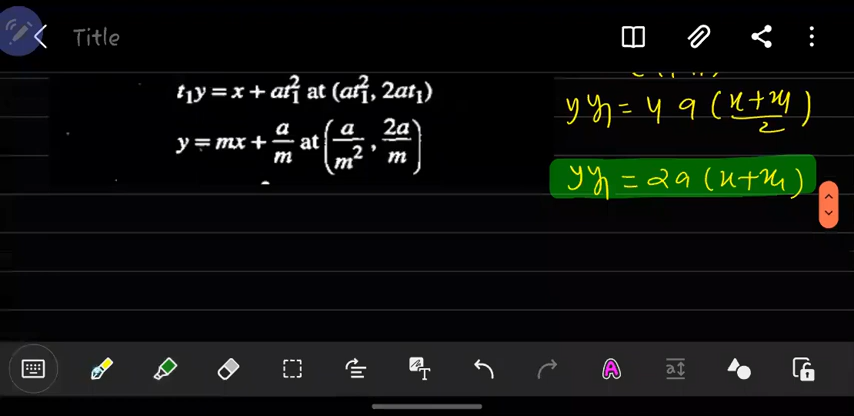 Title
t₁y = x + at₁² at (at₁², 2at₁)
yy₁ = 4a (x+x₁/2)
y = mx + a/m at (a/m², 2a/m)
yy₁ = 2a (x+x₁)